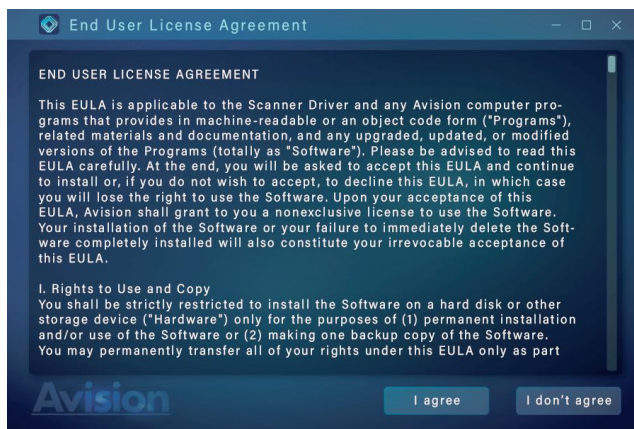 End User License Agreement
END USER LICENSE AGREEMENT
This EULA is applicable to the Scanner Driver and any Avision computer pro-
grams that provides in machine-readable or an object code form ("Programs"),
related materials and documentation, and any upgraded, updated, or modified
versions of the Programs (totally as "Software"). Please be advised to read this
EULA carefully. At the end, you will be asked to accept this EULA and continue
to install or, if you do not wish to accept, to decline this EULA, in which case
you will lose the right to use the Software. Upon your acceptance of this
EULA, Avision shall grant to you a nonexclusive license to use the Software.
Your installation of the Software or your failure to immediately delete the Soft-
ware completely installed will also constitute your irrevocable acceptance of
this EULA.
I. Rights to Use and Copy
You shall be strictly restricted to install the Software on a hard disk or other
storage device ("Hardware") only for the purposes of (1) permanent installation
and/or use of the Software or (2) making one backup copy of the Software.
You may permanently transfer all of your rights under this EULA only as part
Avision
I agree
I don't agree